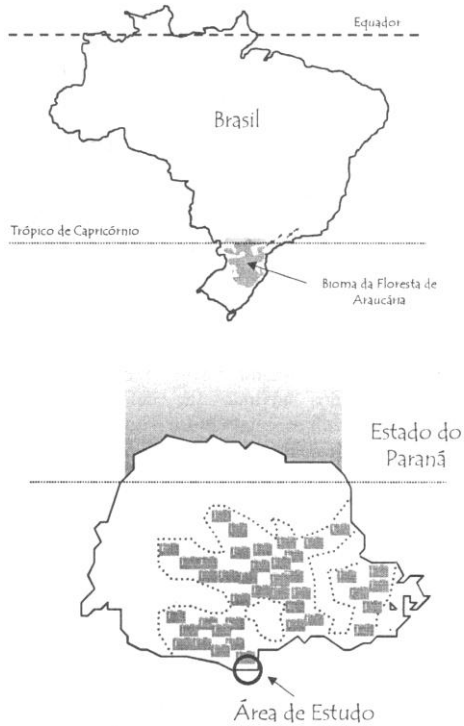 Equador
Brasil
Trópico de Capricórnio
Bioma da Floresta de
Araucária
Estado do
Paraná
Área de Estudo